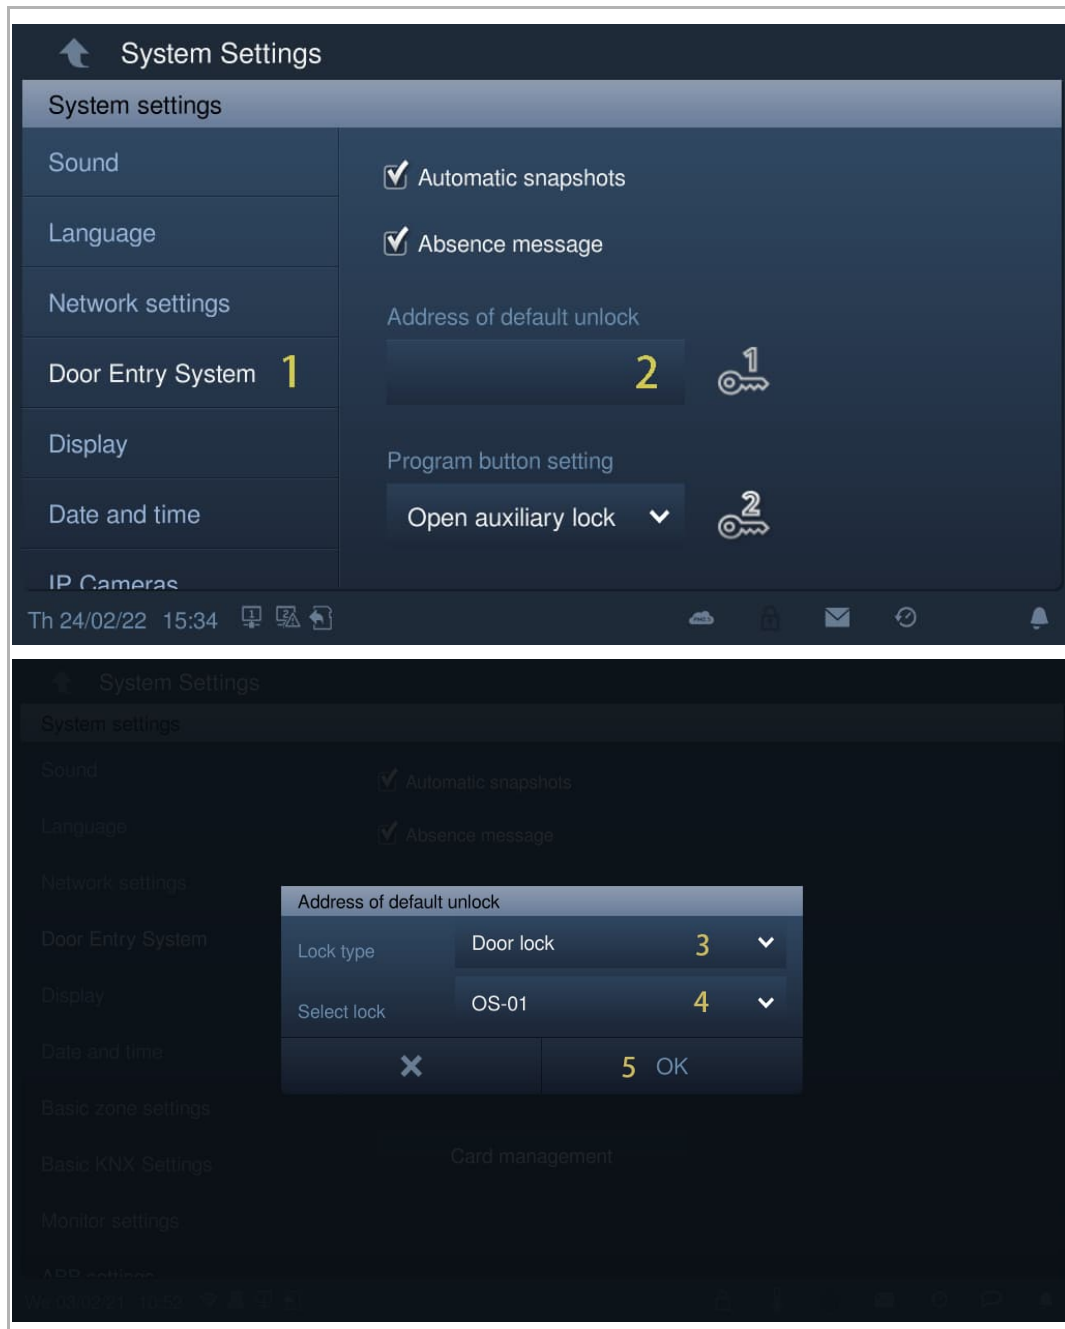 System Settings
System settings
Sound
Automatic snapshots
Language
Absence message
Network settings
Address of default unlock
Door Entry System 1
2
1
Display
Program button setting
Date and time
Open auxiliary lock
2
IP Cameras
Th 24/02/22 15:34
System Settings
System settings
Sound
Automatic snapshots
Language
Absence message
Network settings
Address of default unlock
Door Entry System
Lock type
Door lock 3
Display
Select lock
OS-01 4
Date and time
5 OK
Basic zone settings
Basic KNX Settings
Card management
Monitor settings